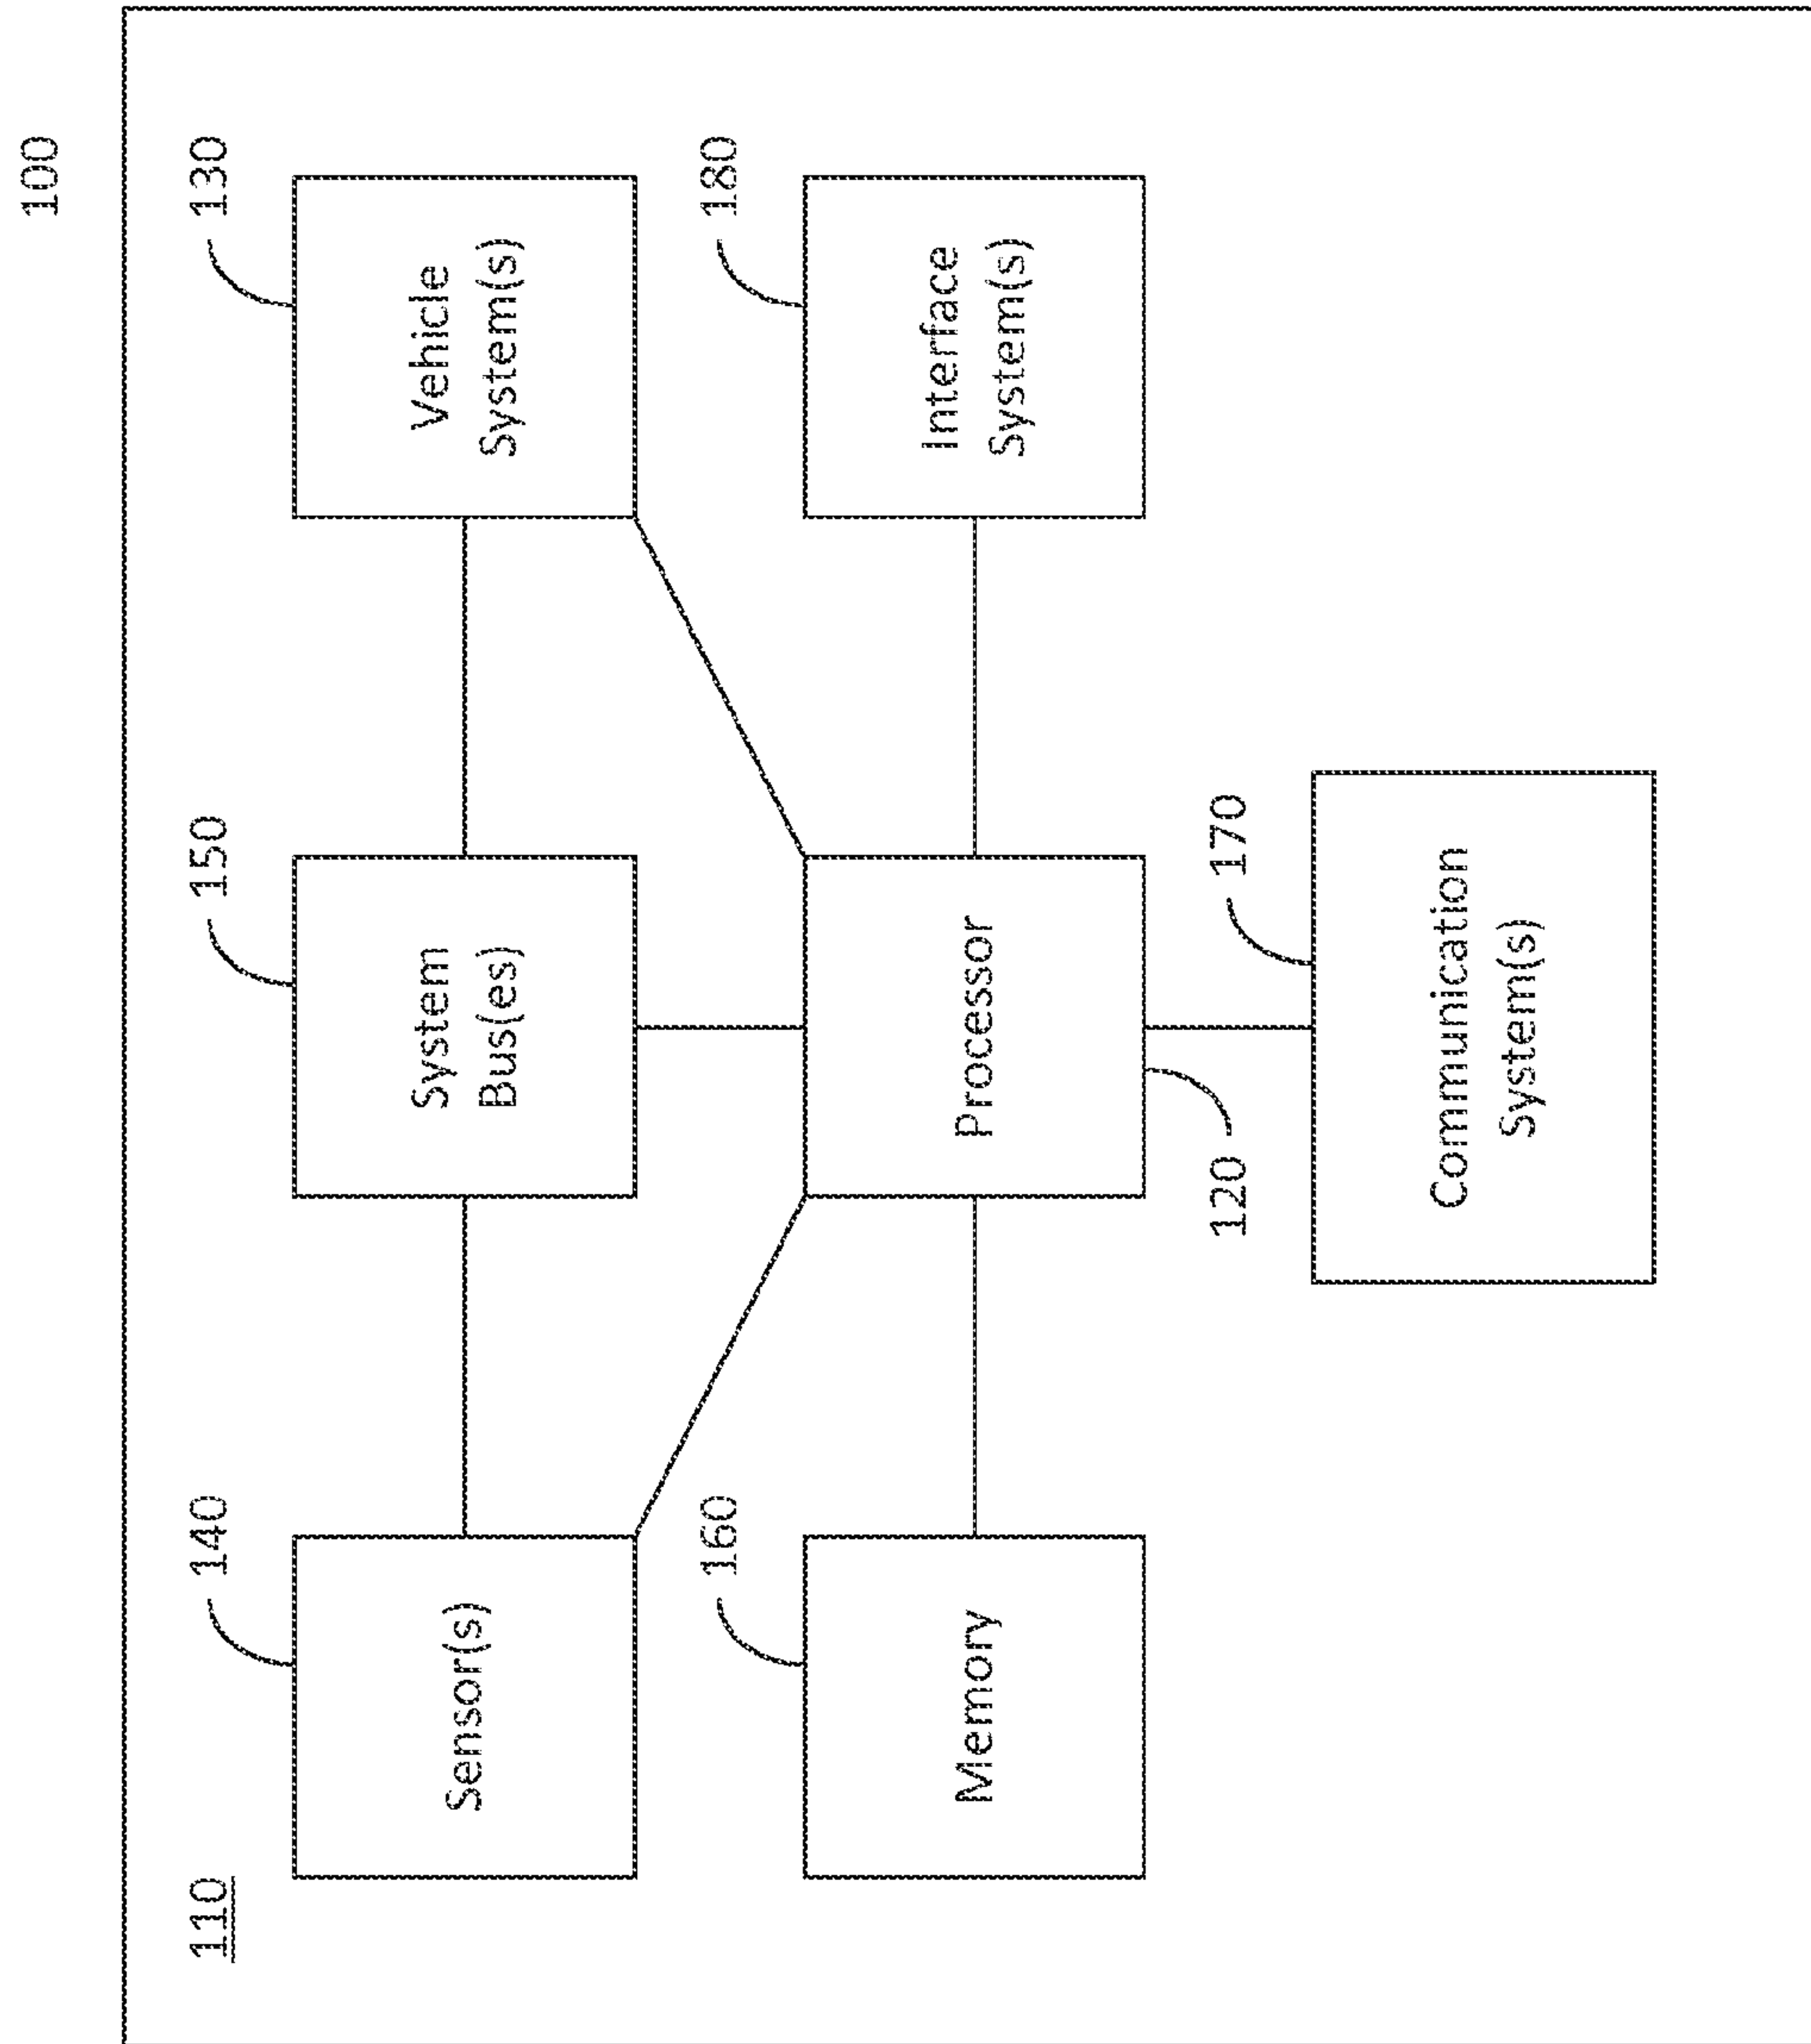 100
110
140
150
130
Sensor(s)
System
Bus(es)
Vehicle
System(s)
160
180
Memory
Processor
Interface
System(s)
120
170
Communication
System(s)